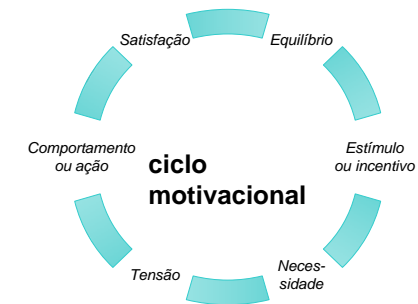 Satisfação
Equilíbrio
Comportamento
ou ação
ciclo
motivacional
Estímulo
ou incentivo
Tensão
Neces-
sidade